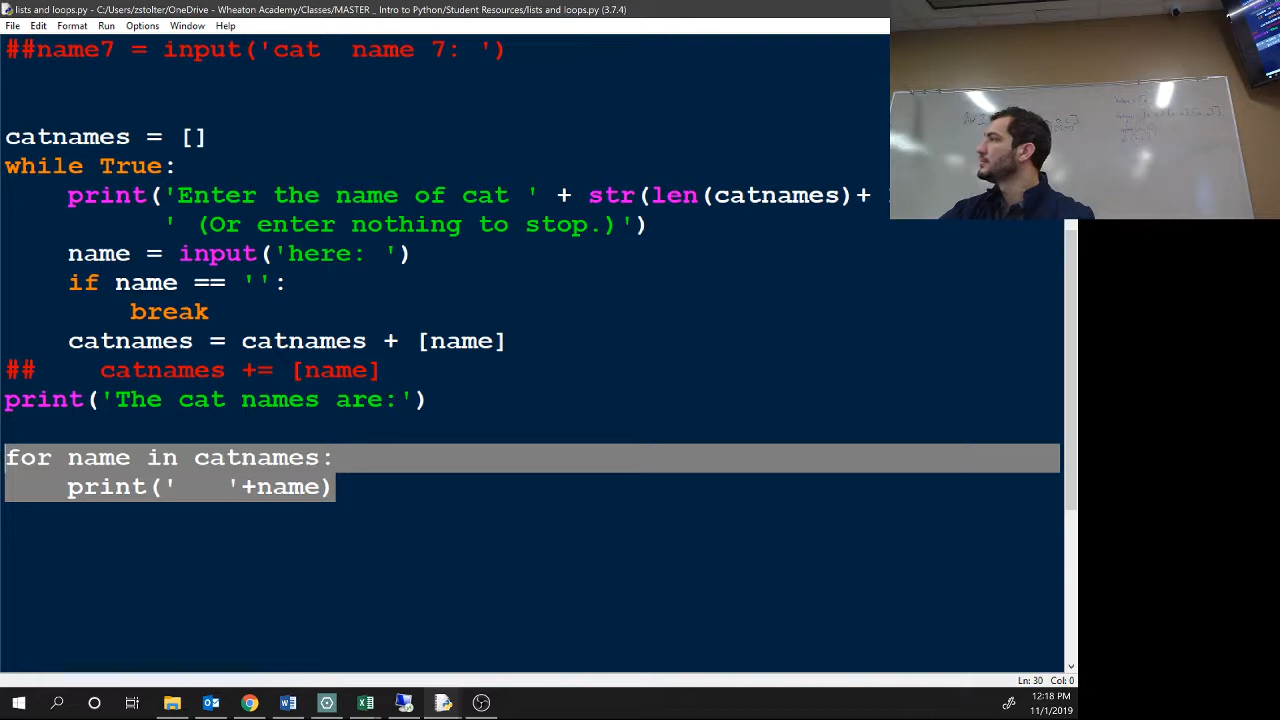 lists and loops.py - C:/Users/zstolter/OneDrive - Wheaton Academy/Classes/MASTER _ Intro to Python/Student Resources/lists and loops.py (3.7.4)
File Edit Format Run Options Window Help
##name7 = input('cat  name 7: ')
catnames = []
while True:
    print('Enter the name of cat ' + str(len(catnames)+
          ' (Or enter nothing to stop.)')
    name = input('here: ')
    if name == '':
        break
    catnames = catnames + [name]
##    catnames += [name]
print('The cat names are:')
for name in catnames:
    print('   '+name)
Ln: 30 Col: 0
12:18 PM
11/1/2019